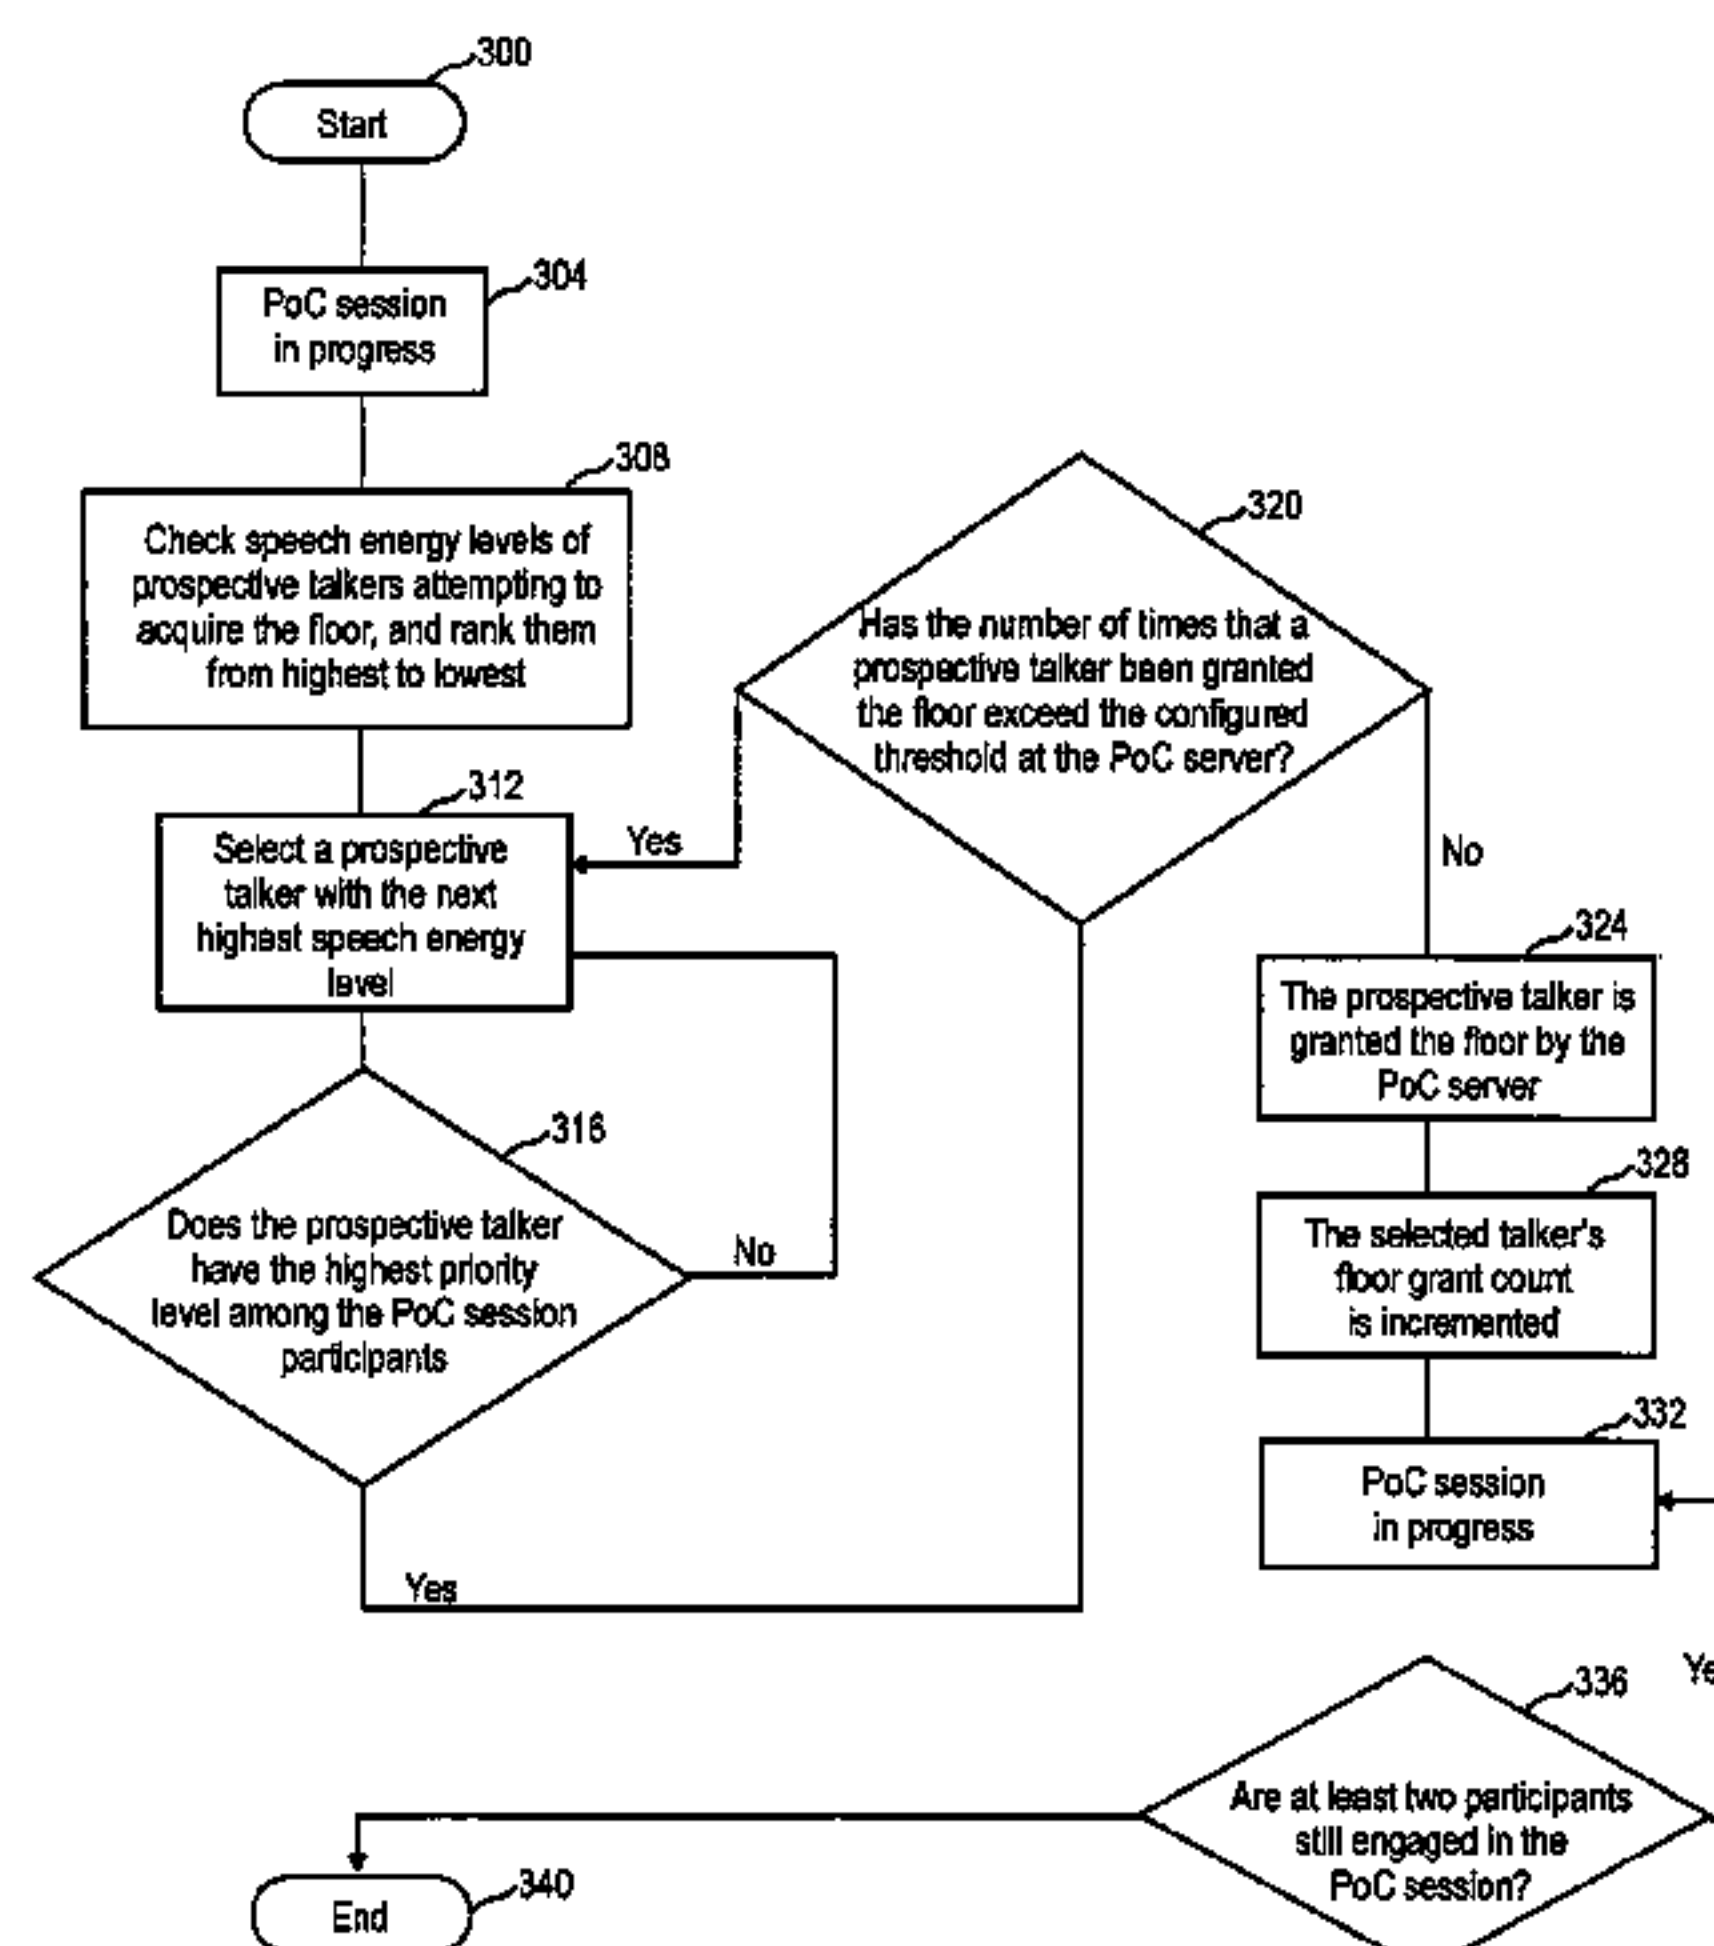 300
Start
304
PoC session
in progress
308
Check speech energy levels of
prospective talkers attempting to
acquire the floor, and rank them
from highest to lowest
312
Select a prospective
talker with the next
highest speech energy
level
Yes
316
Does the prospective talker
have the highest priority
level among the PoC session
participants
No
Yes
320
Has the number of times that a
prospective talker been granted
the floor exceed the configured
threshold at the PoC server?
No
324
The prospective talker is
granted the floor by the
PoC server
328
The selected talker's
floor grant count
is incremented
332
PoC session
in progress
336
Are at least two participants
still engaged in the
PoC session?
340
End